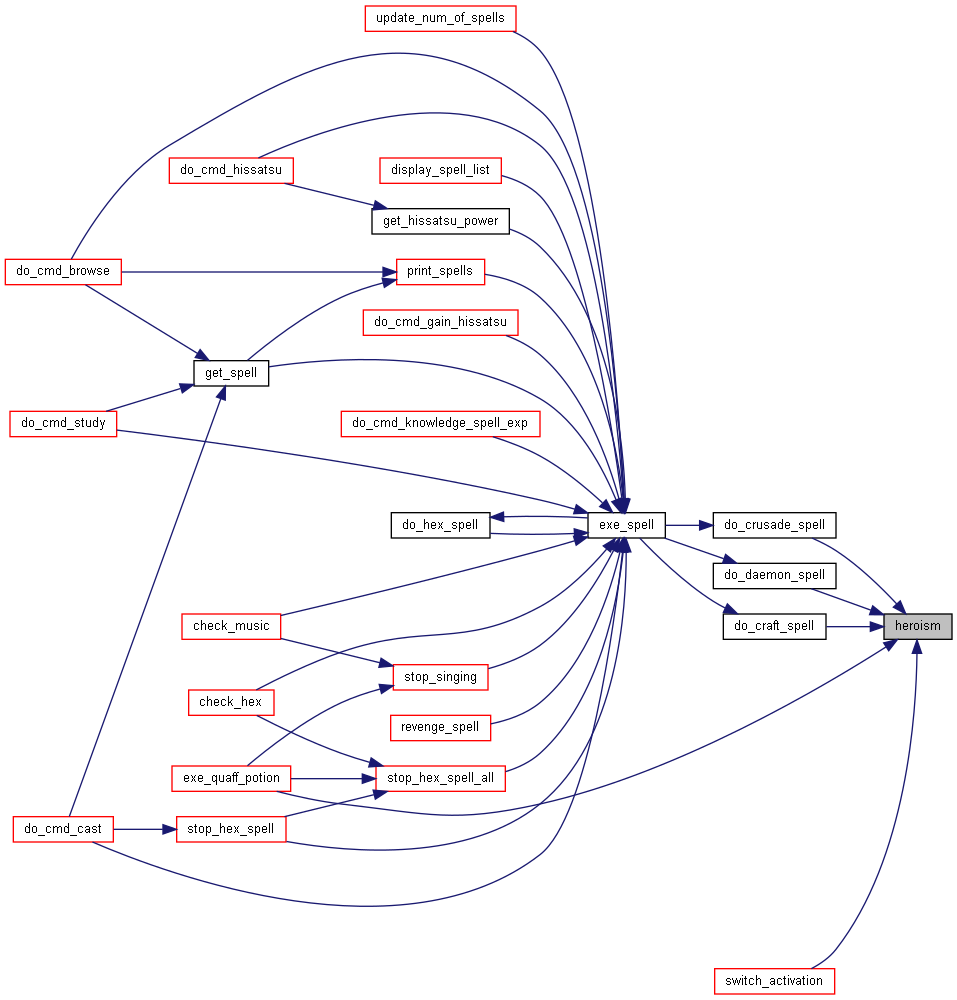 update_num_of_spells
do_cmd_hissatsu
display_spell_list
get_hissatsu_power
do_cmd_browse
print_spells
do_cmd_gain_hissatsu
get_spell
do_cmd_study
do_cmd_knowledge_spell_exp
do_hex_spell
exe_spell
do_crusade_spell
do_daemon_spell
check_music
do_craft_spell
heroism
stop_singing
check_hex
revenge_spell
exe_quaff_potion
stop_hex_spell_all
do_cmd_cast
stop_hex_spell
switch_activation